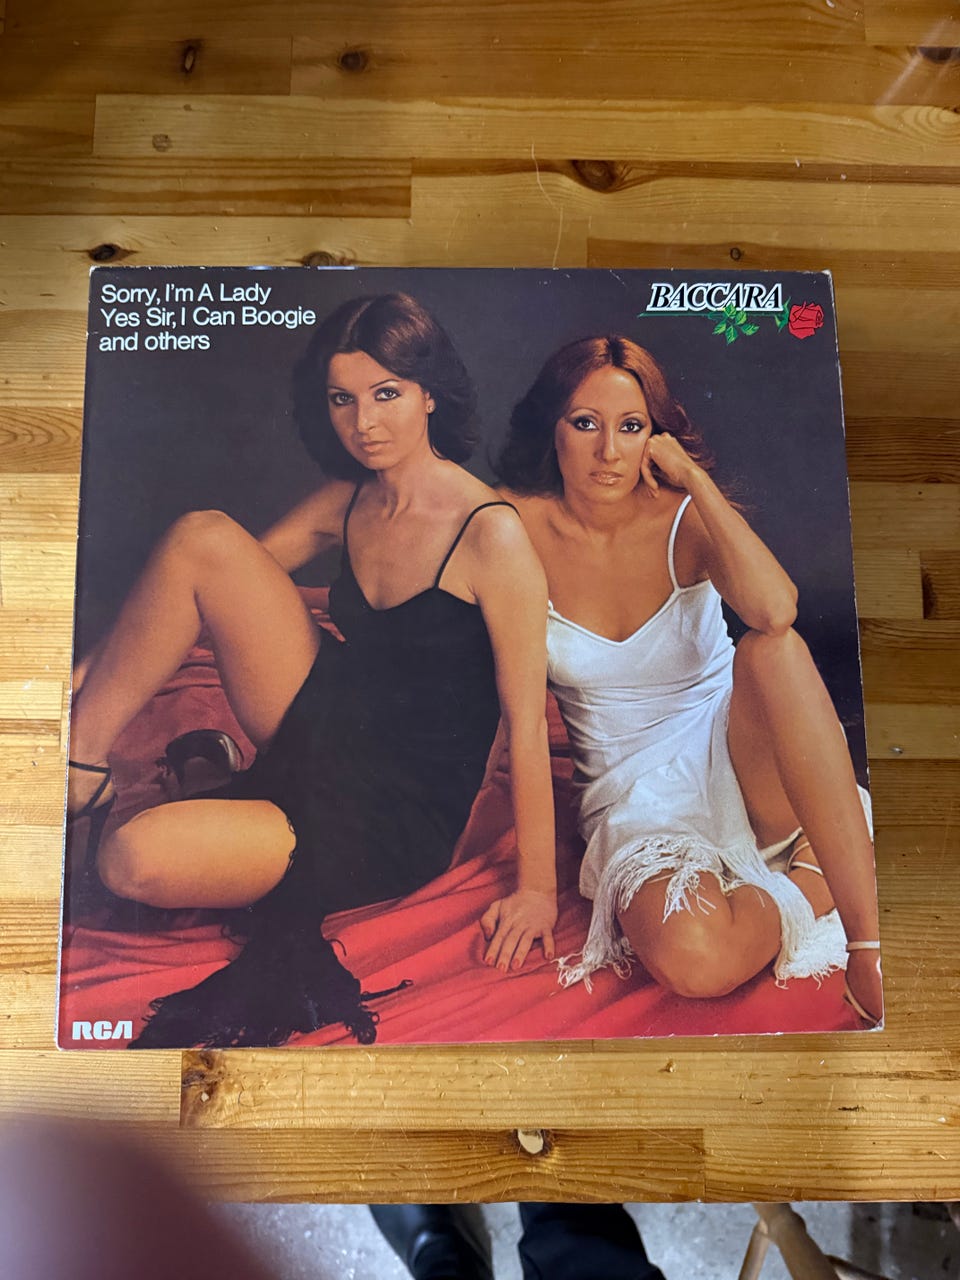 Sorry, I'm A Lady
Yes Sir, I Can Boogie
and others
BACCARA
RCA